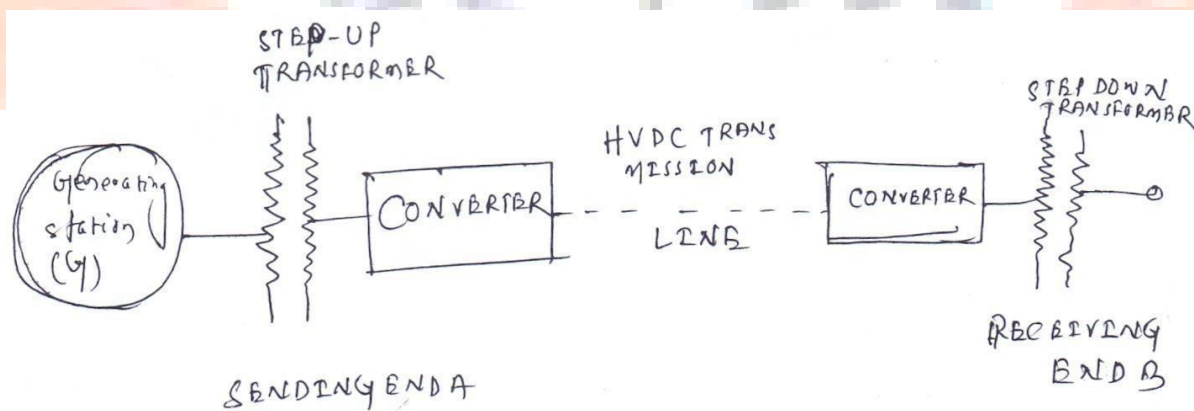 STEP-UP
TRANSFORMER
Generating
station
(G)
CONVERTER
HVDC TRANS
MISSION
LINE
CONVERTER
STEP DOWN
TRANSFORMER
SENDING END A
RECEIVING
END B